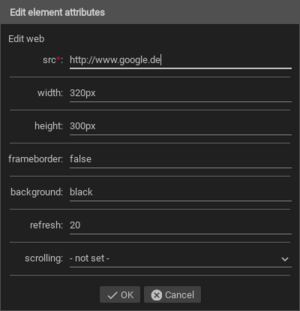 Edit element attributes
Edit web
src*: http://www.google.de
width: 320px
height: 300px
frameborder: false
background: black
refresh: 20
scrolling: - not set -
OK Cancel